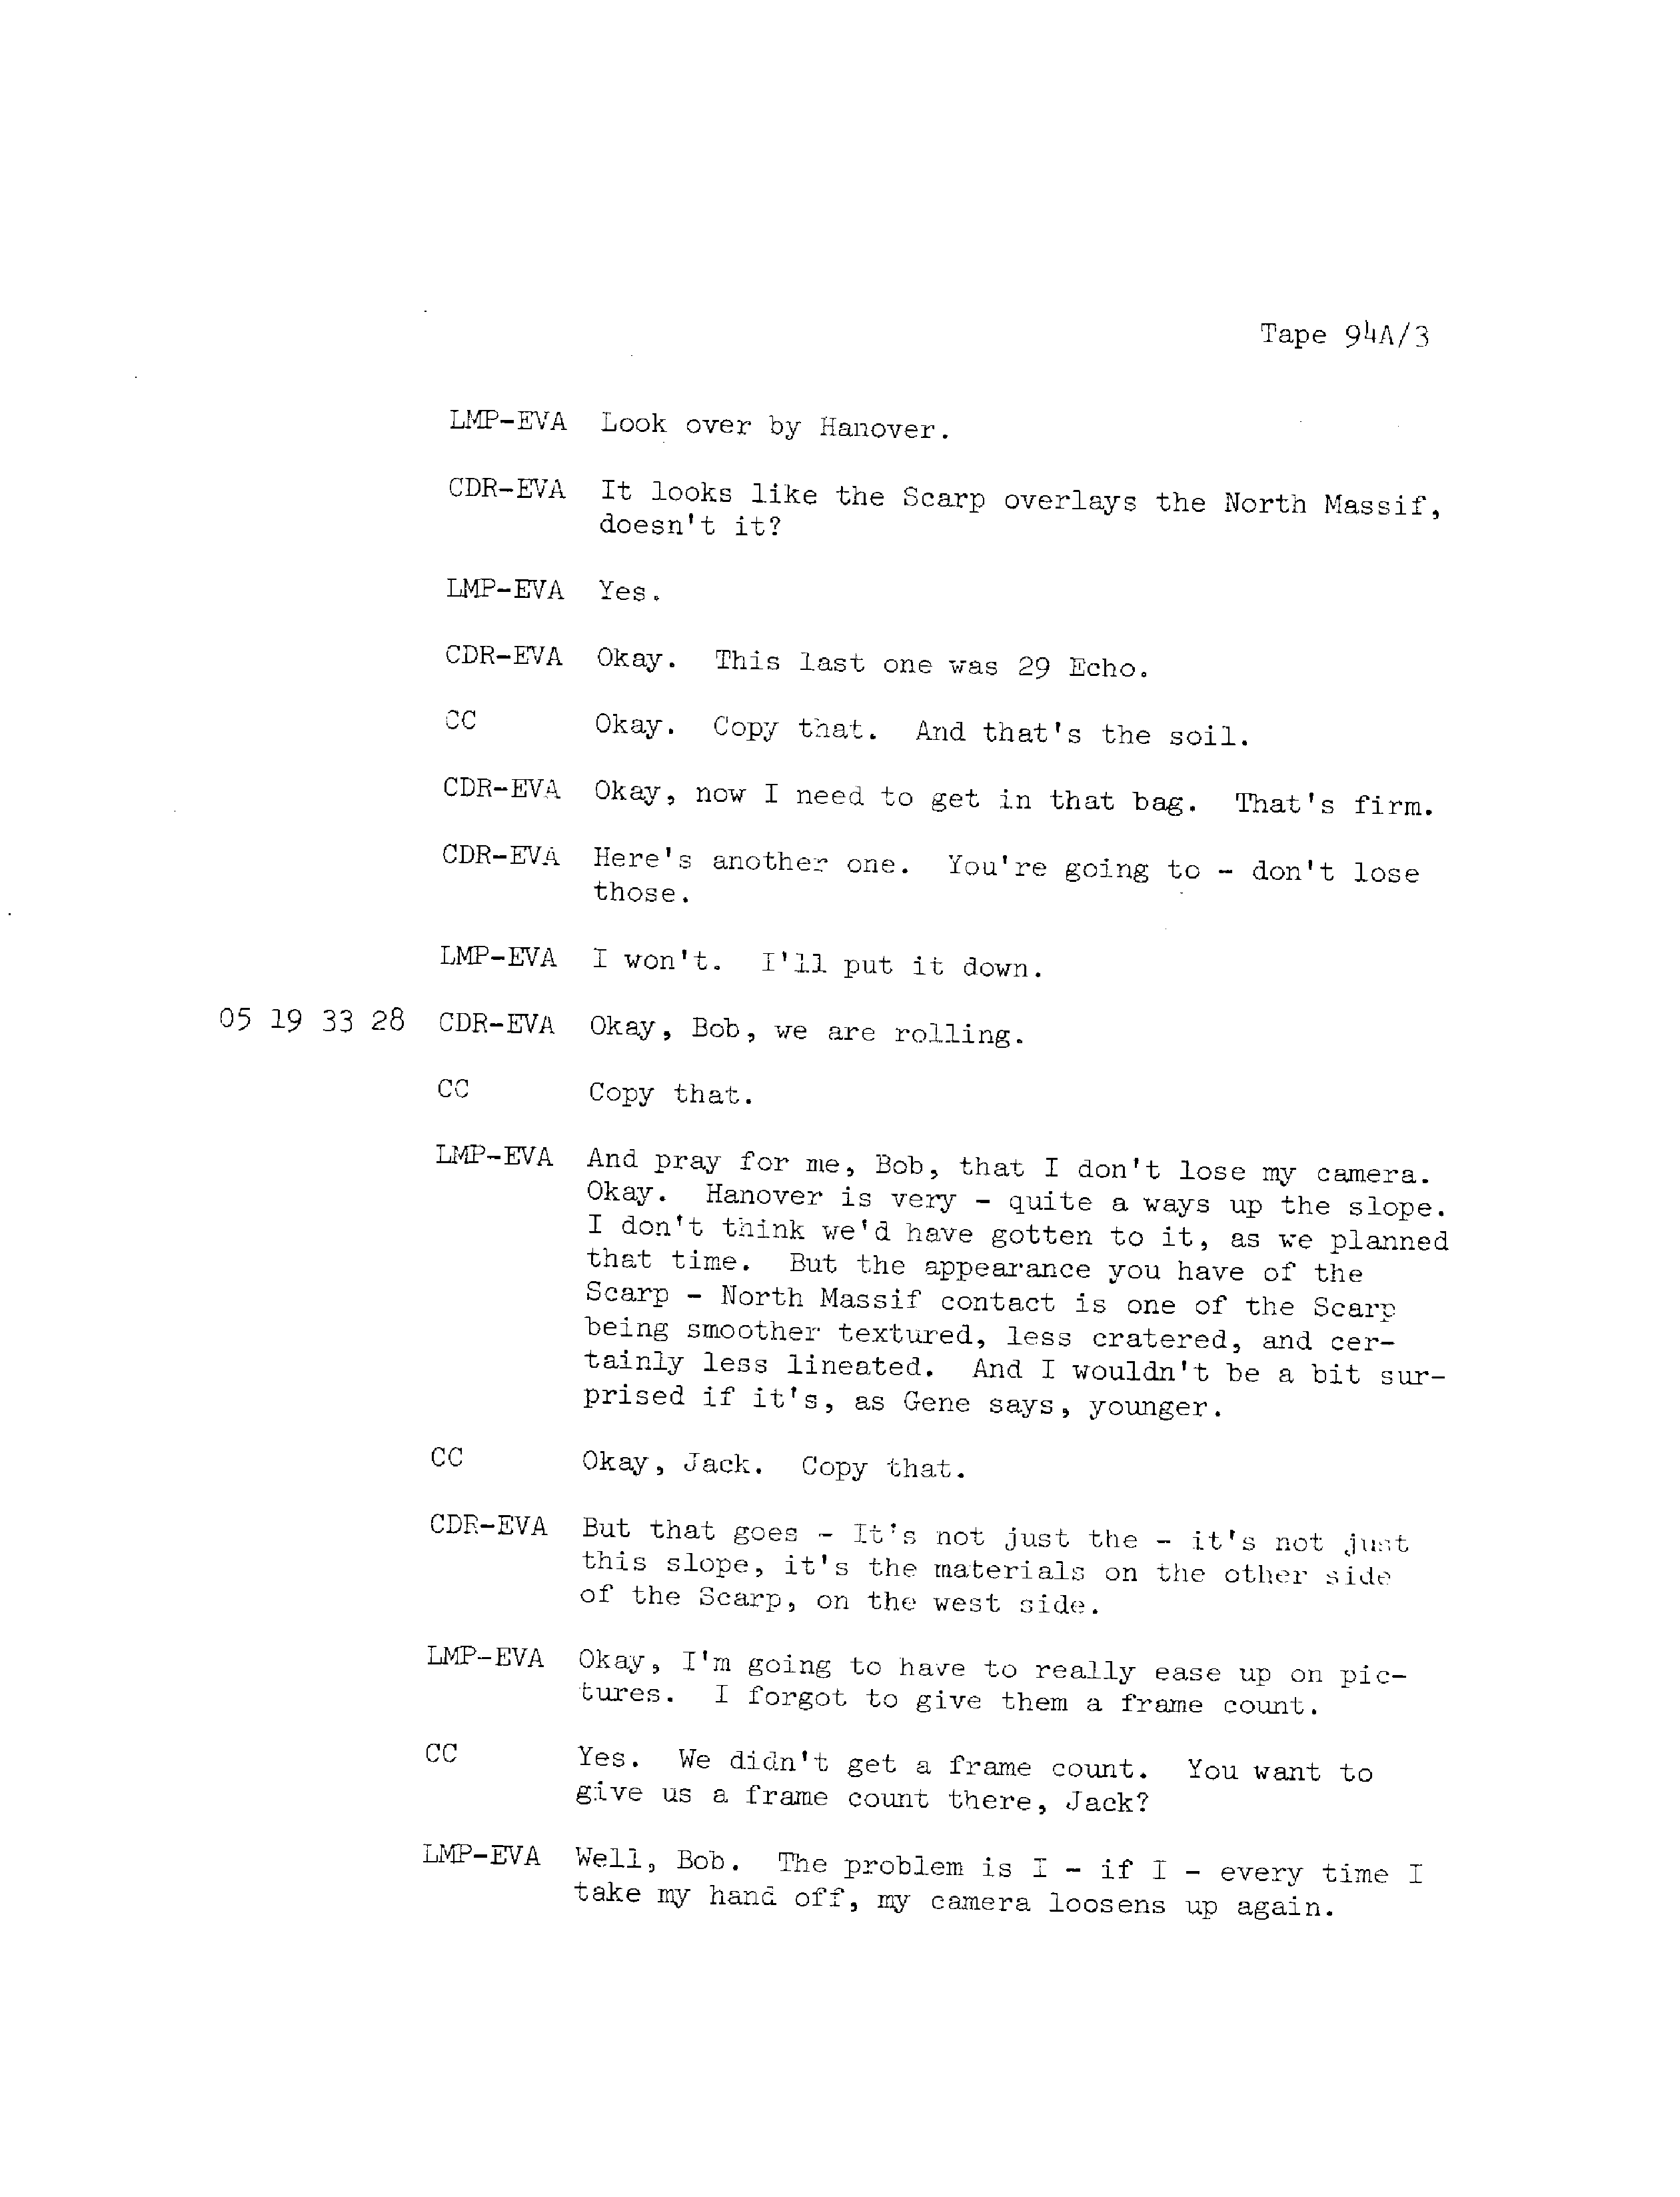 Tape 94A/3
LMP-EVA Look over by Hanover.
CDR-EVA It looks like the Scarp overlays the North Massif,
doesn't it?
LMP-EVA Yes.
CDR-EVA Okay. This last one was 29 Echo.
CC Okay. Copy that. And that's the soil.
CDR-EVA Okay, now I need to get in that bag. That's firm.
CDR-EVA Here's another one. You're going to - don't lose
those.
LMP-EVA I won't. I'll put it down.
05 19 33 28 CDR-EVA Okay, Bob, we are rolling.
CC Copy that.
LMP-EVA And pray for me, Bob, that I don't lose my camera.
Okay. Hanover is very - quite a ways up the slope.
I don't think we'd have gotten to it, as we planned
that time. But the appearance you have of the
Scarp - North Massif contact is one of the Scarp
being smoother textured, less cratered, and cer-
tainly less lineated. And I wouldn't be a bit sur-
prised if it's, as Gene says, younger.
CC Okay, Jack. Copy that.
CDR-EVA But that goes - It's not just the - it's not just
this slope, it's the materials on the other side
of the Scarp, on the west side.
LMP-EVA Okay, I'm going to have to really ease up on pic-
tures. I forgot to give them a frame count.
CC Yes. We didn't get a frame count. You want to
give us a frame count there, Jack?
LMP-EVA Well, Bob. The problem is I - if I - every time I
take my hand off, my camera loosens up again.